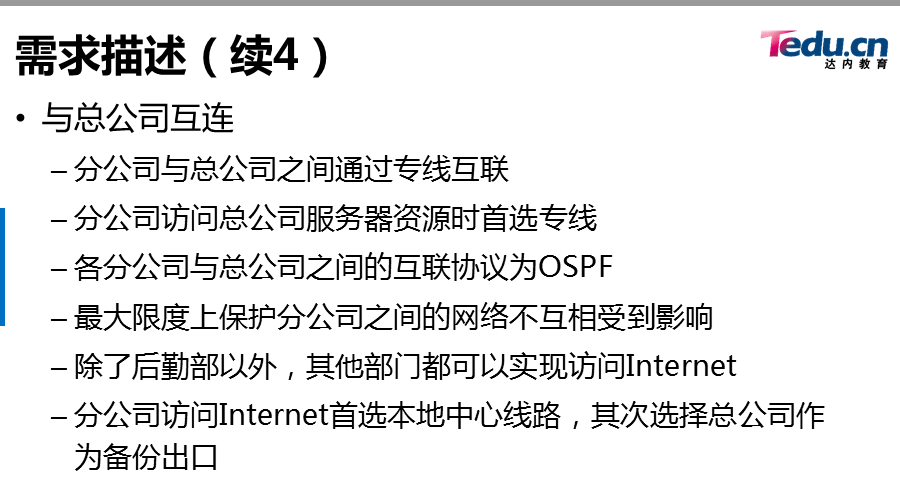 需求描述（续4）
Tedu.cn
达内教育
• 与总公司互连
– 分公司与总公司之间通过专线互联
– 分公司访问总公司服务器资源时首选专线
– 各分公司与总公司之间的互联协议为OSPF
– 最大限度上保护分公司之间的网络不互相受到影响
– 除了后勤部以外，其他部门都可以实现访问Internet
– 分公司访问Internet首选本地中心线路，其次选择总公司作
为备份出口